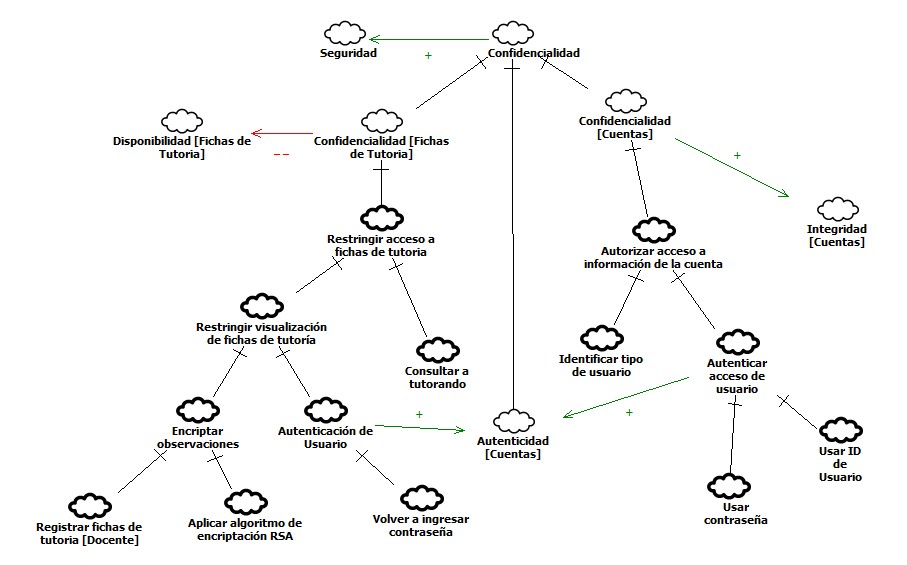 Seguridad
+
Confidencialidad
Disponibilidad [Fichas de
Tutoria]
--
Confidencialidad [Fichas
de Tutoria]
Confidencialidad
[Cuentas]
+
Integridad
[Cuentas]
Restringir acceso a
fichas de tutoria
Autorizar acceso a
información de la cuenta
Restringir visualización
de fichas de tutoría
Consultar a
tutorando
Identificar tipo
de usuario
Autenticar
acceso de
usuario
Encriptar
observaciones
Autenticación de
Usuario
+
Autenticidad
[Cuentas]
+
Usar ID
de
Usuario
Registrar fichas de
tutoria [Docente]
Aplicar algoritmo de
encriptación RSA
Volver a ingresar
contraseña
Usar
contraseña